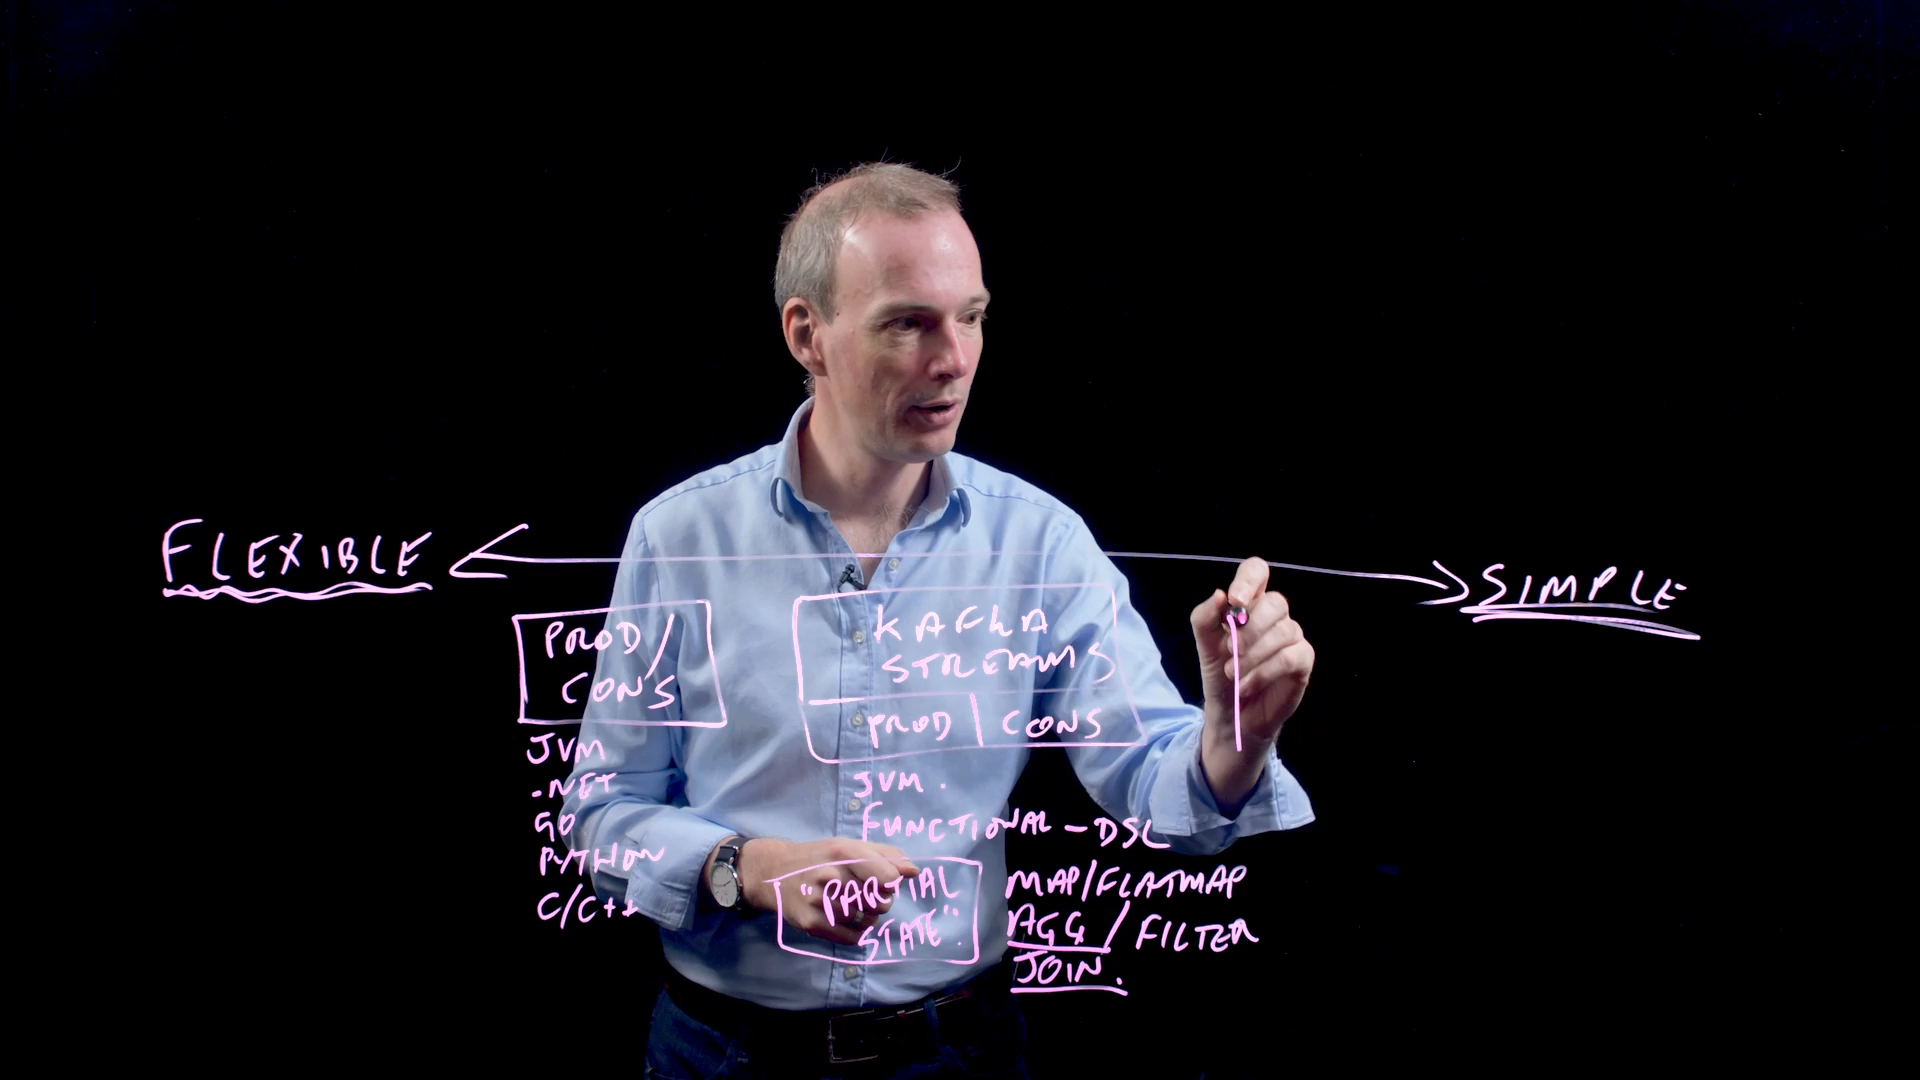 FLEXIBLE
SIMPLE
PROD/
CONS
JVM
.NET
GO
PYTHON
C/C++
KAFKA
STREAMS
PROD | CONS
JVM.
FUNCTIONAL - DSL
"PARTIAL
STATE".
MAP/FLATMAP
AGG / FILTER
JOIN.